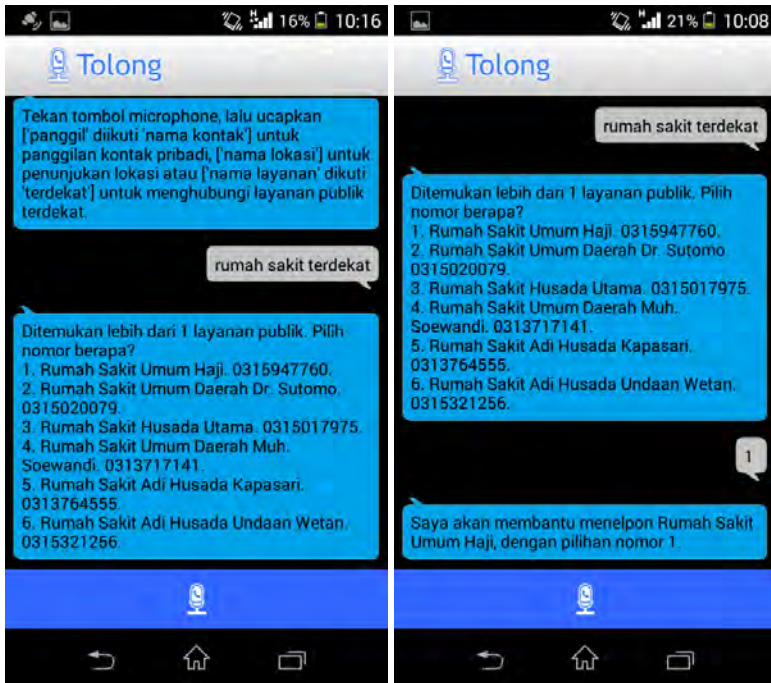 16% 10:16
Tolong
Tekan tombol microphone, lalu ucapkan
['panggil' diikuti 'nama kontak'] untuk
panggilan kontak pribadi, ['nama lokasi'] untuk
penunjukan lokasi atau ['nama layanan' dikuti
'terdekat'] untuk menghubungi layanan publik
terdekat.
rumah sakit terdekat
Ditemukan lebih dari 1 layanan publik. Pilih
nomor berapa?
1. Rumah Sakit Umum Haji. 0315947760.
2. Rumah Sakit Umum Daerah Dr. Sutomo.
0315020079.
3. Rumah Sakit Husada Utama. 0315017975.
4. Rumah Sakit Umum Daerah Muh.
Soewandi. 0313717141.
5. Rumah Sakit Adi Husada Kapasari.
0313764555.
6. Rumah Sakit Adi Husada Undaan Wetan.
0315321256.
H 21% 10:08
Tolong
rumah sakit terdekat
Ditemukan lebih dari 1 layanan publik. Pilih
nomor berapa?
1. Rumah Sakit Umum Haji. 0315947760.
2. Rumah Sakit Umum Daerah Dr. Sutomo.
0315020079.
3. Rumah Sakit Husada Utama. 0315017975.
4. Rumah Sakit Umum Daerah Muh.
Soewandi. 0313717141.
5. Rumah Sakit Adi Husada Kapasari.
0313764555.
6. Rumah Sakit Adi Husada Undaan Wetan.
0315321256.
1
Saya akan membantu menelpon Rumah Sakit
Umum Haji, dengan pilihan nomor 1.